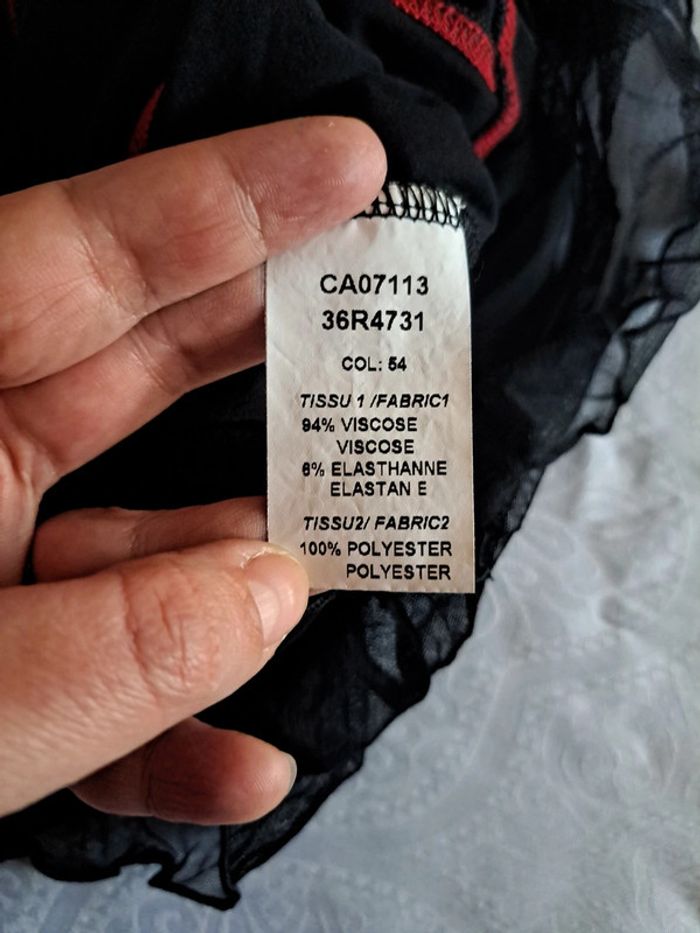 CA07113
36R4731
COL: 54
TISSU 1 /FABRIC1
94% VISCOSE
VISCOSE
6% ELASTHANNE
ELASTAN E
TISSU2/ FABRIC2
100% POLYESTER
POLYESTER